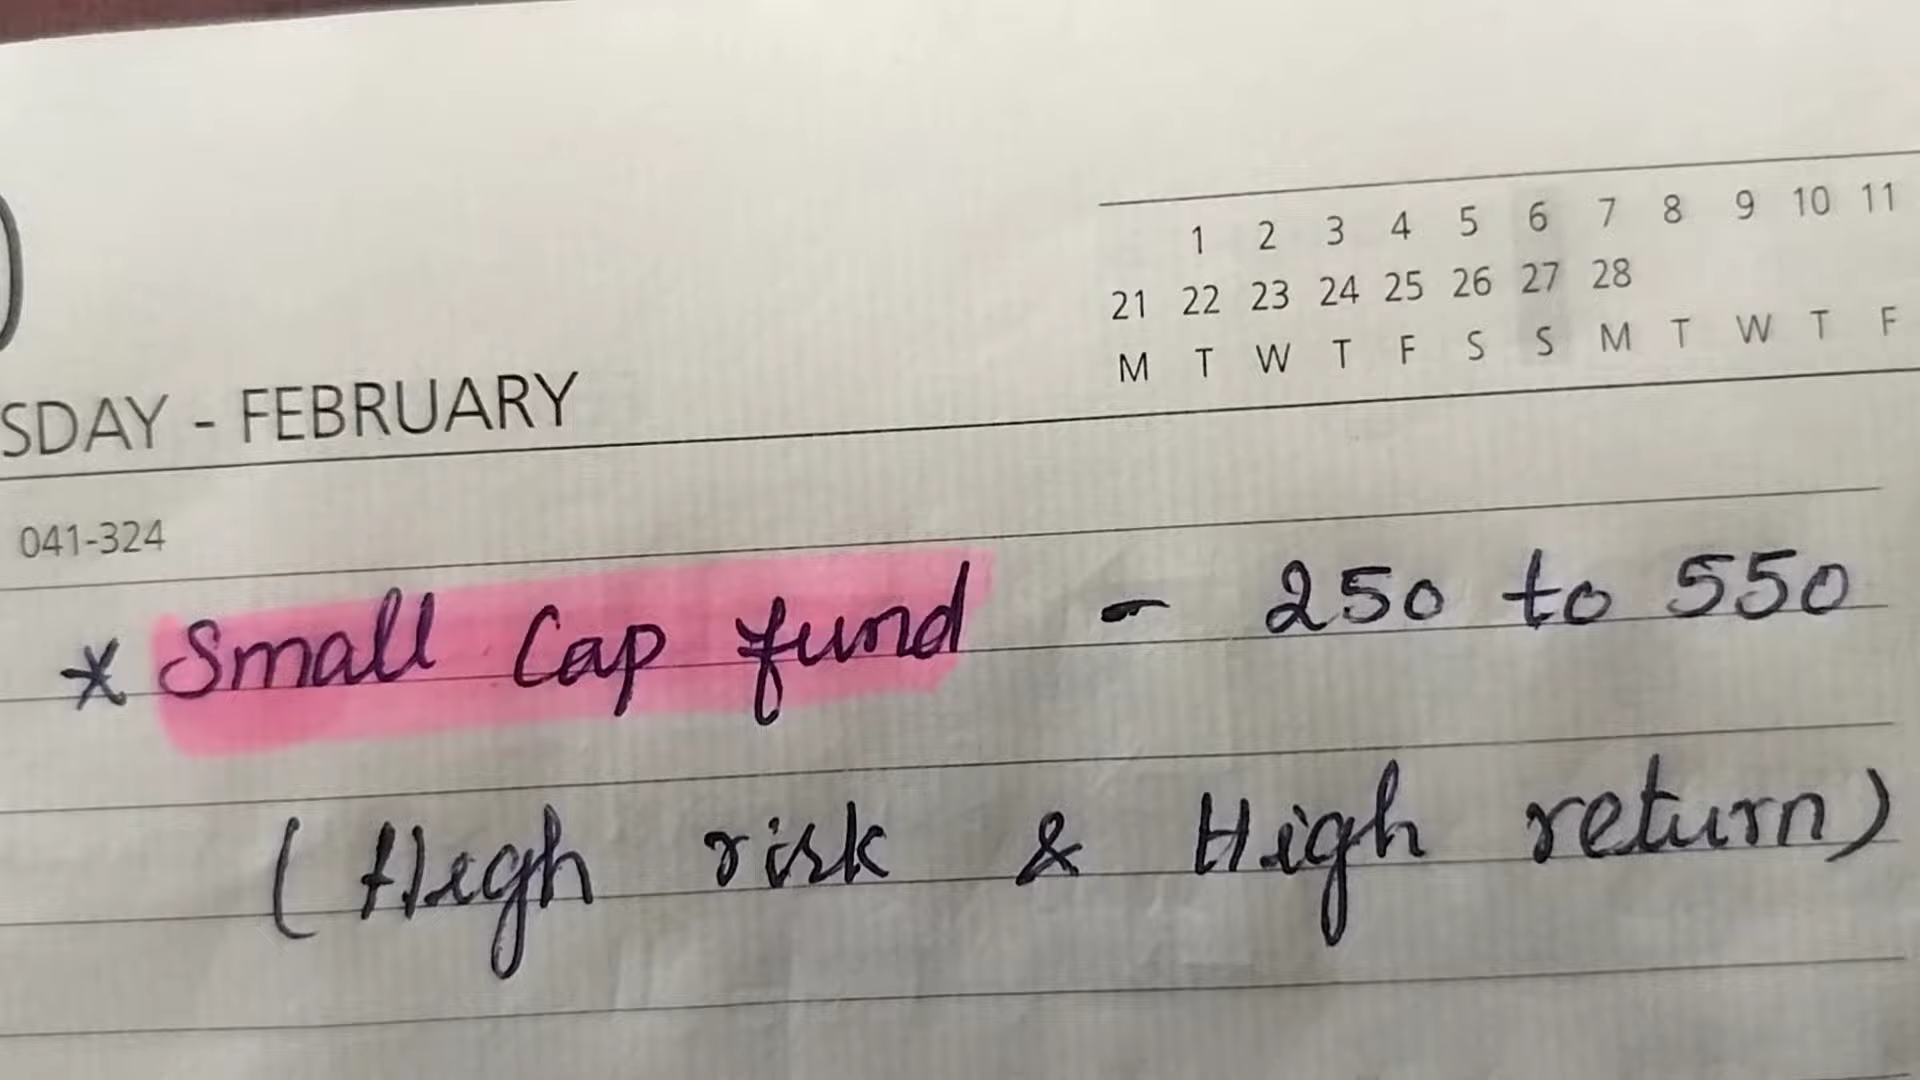 1 2 3 4 5 6 7 8 9 10 11
21 22 23 24 25 26 27 28
M T W T F S S M T W T F
SDAY - FEBRUARY
041-324
* Small Cap fund - 250 to 550
(High risk & High return)